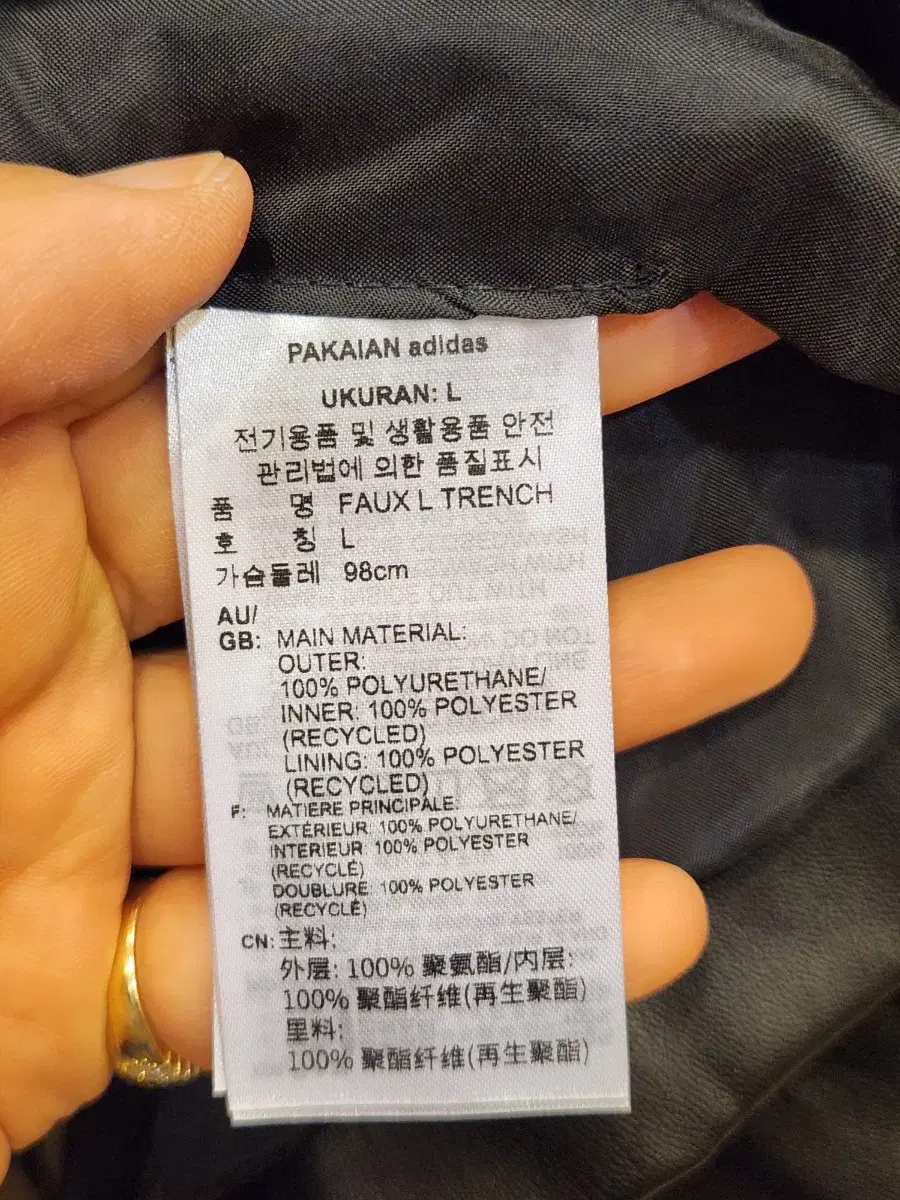 PAKAIAN adidas
UKURAN: L
전기용품 및 생활용품 안전
관리법에 의한 품질표시
품 명 FAUX L TRENCH
호 칭 L
가슴둘레 98cm
AU/
GB: MAIN MATERIAL:
OUTER:
100% POLYURETHANE/
INNER: 100% POLYESTER
(RECYCLED)
LINING: 100% POLYESTER
(RECYCLED)
F: MATIERE PRINCIPALE:
EXTÉRIEUR: 100% POLYURETHANE/
INTERIEUR: 100% POLYESTER
(RECYCLÉ)
DOUBLURE: 100% POLYESTER
(RECYCLÉ)
CN: 主料:
外层: 100% 聚氨酯/内层:
100% 聚酯纤维(再生聚酯)
里料:
100% 聚酯纤维(再生聚酯)